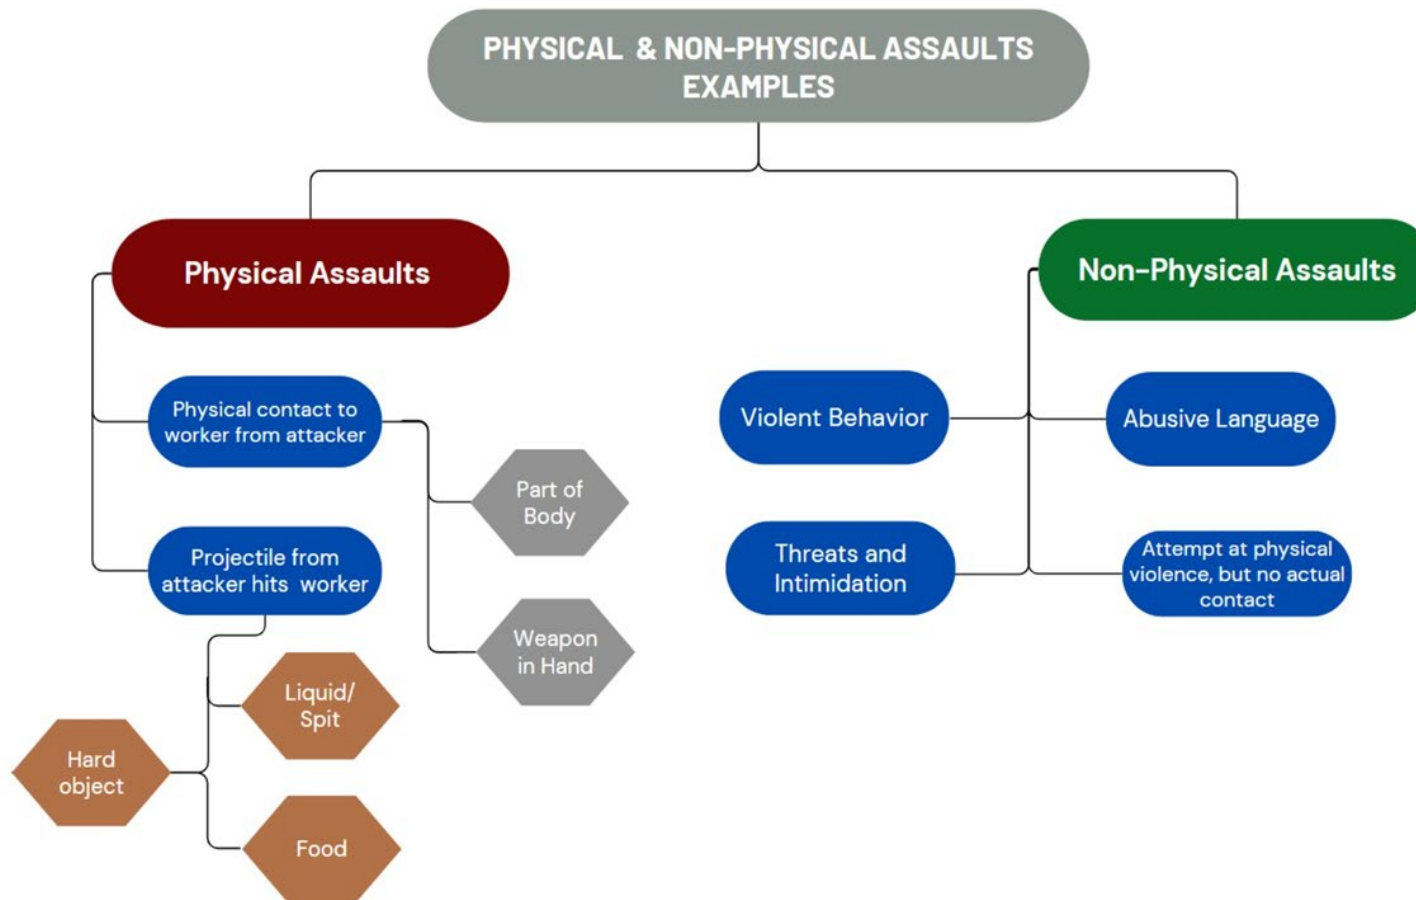 PHYSICAL & NON-PHYSICAL ASSAULTS
EXAMPLES
Physical Assaults
Non-Physical Assaults
Physical contact to
worker from attacker
Violent Behavior
Abusive Language
Part of
Body
Projectile from
attacker hits worker
Threats and
Intimidation
Attempt at physical
violence, but no actual
contact
Weapon
in Hand
Liquid/
Spit
Hard
object
Food